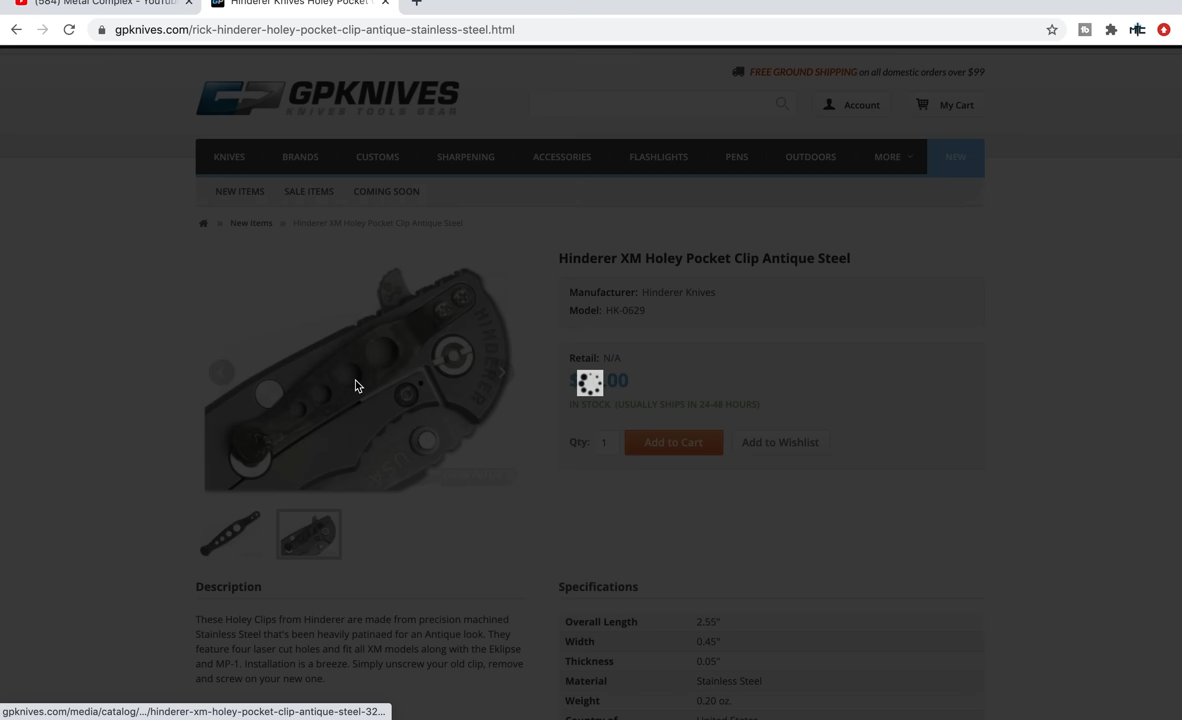 (584) Metal Complex - YouTube
Hinderer Knives Holey Pocket
gpknives.com/rick-hinderer-holey-pocket-clip-antique-stainless-steel.html
FREE GROUND SHIPPING on all domestic orders over $99
GPKNIVES
KNIVES TOOLS GEAR
Account
My Cart
KNIVES BRANDS CUSTOMS SHARPENING ACCESSORIES FLASHLIGHTS PENS OUTDOORS MORE NEW
NEW ITEMS SALE ITEMS COMING SOON
» New Items » Hinderer XM Holey Pocket Clip Antique Steel
Hinderer XM Holey Pocket Clip Antique Steel
Manufacturer: Hinderer Knives
Model: HK-0629
HINDERER
Retail: N/A
.00
IN STOCK (USUALLY SHIPS IN 24-48 HOURS)
Qty: 1 Add to Cart Add to Wishlist
Description
These Holey Clips from Hinderer are made from precision machined
Stainless Steel that's been heavily patinaed for an Antique look. They
feature four laser cut holes and fit all XM models along with the Eklipse
and MP-1. Installation is a breeze. Simply unscrew your old clip, remove
and screw on your new one.
Specifications
Overall Length 2.55"
Width 0.45"
Thickness 0.05"
Material Stainless Steel
Weight 0.20 oz.
Country of United States
gpknives.com/media/catalog/.../hinderer-xm-holey-pocket-clip-antique-steel-32...